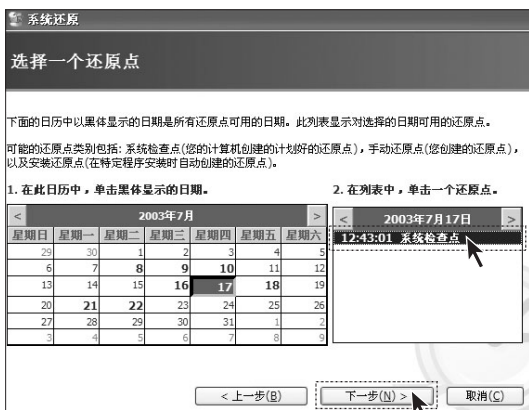 系统还原
选择一个还原点
下面的日历中以黑体显示的日期是所有还原点可用的日期。此列表显示对选择的日期可用的还原点。
可能的还原点类别包括: 系统检查点(您的计算机创建的计划好的还原点)，手动还原点(您创建的还原点)，
以及安装还原点(在特定程序安装时自动创建的还原点)。
1. 在此日历中，单击黑体显示的日期。
2. 在列表中，单击一个还原点。
< 2003年7月 >
星期日 星期一 星期二 星期三 星期四 星期五 星期六
29 30 1 2 3 4 5
6 7 8 9 10 11 12
13 14 15 16 17 18 19
20 21 22 23 24 25 26
27 28 29 30 31 1 2
3 4 5 6 7 8 9
< 2003年7月17日 >
12:43:01 系统检查点
< 上一步(B)
下一步(N) >
取消(C)